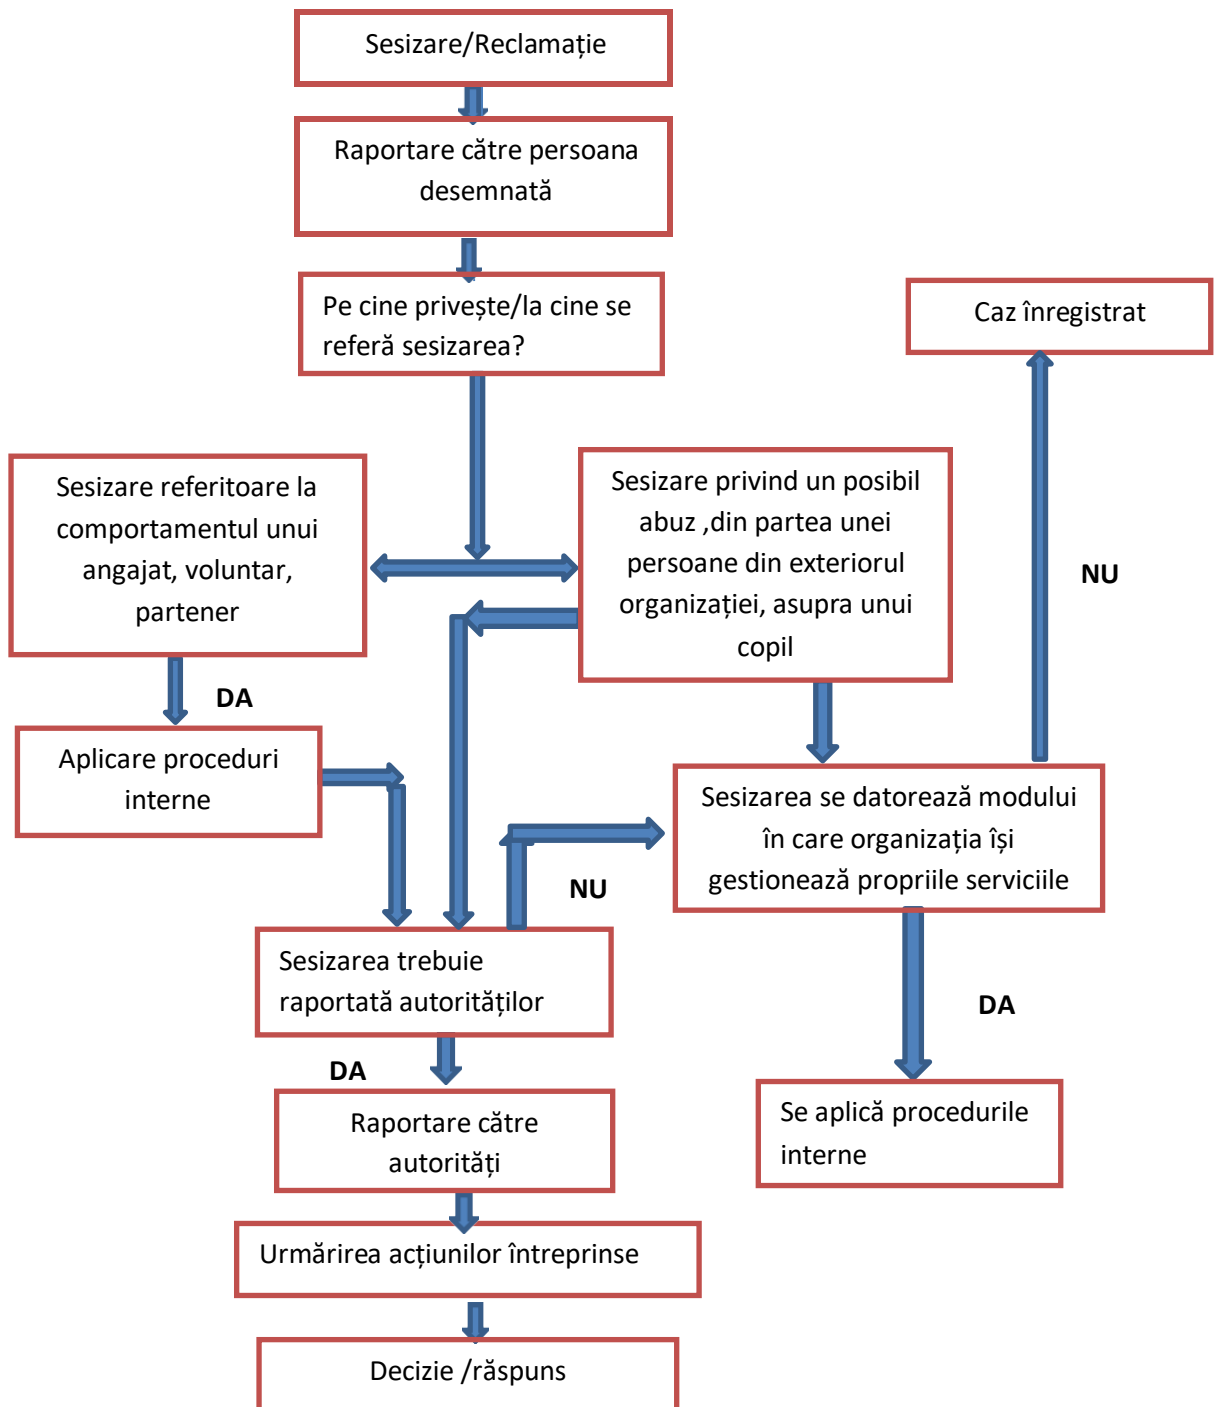 Sesizare/Reclamație
Raportare către persoana
desemnată
Pe cine privește/la cine se
referă sesizarea?
Caz înregistrat
Sesizare referitoare la
comportamentul unui
angajat, voluntar,
partener
Sesizare privind un posibil
abuz ,din partea unei
persoane din exteriorul
organizației, asupra unui
copil
NU
DA
Aplicare proceduri
interne
Sesizarea se datorează modului
în care organizația își
gestionează propriile serviciile
NU
Sesizarea trebuie
raportată autorităților
DA
DA
Raportare către
autorități
Se aplică procedurile
interne
Urmărirea acțiunilor întreprinse
Decizie /răspuns